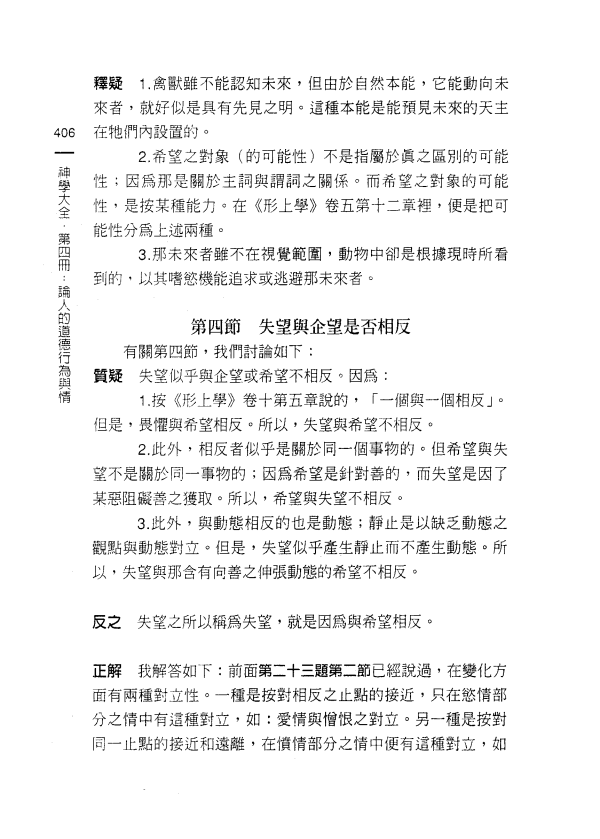 釋疑　1.禽獸雖不能認知未來，但由於自然本能，它能動向未
來者，就好似是具有先見之明。這種本能是能預見未來的天主
在牠們內設置的。
2.希望之對象（的可能性）不是指屬於眞之區別的可能
性；因爲那是關於主詞與謂詞之關係。而希望之對象的可能
性，是按某種能力。在《形上學》卷五第十二章裡，便是把可
能性分爲上述兩種。
3.那未來者雖不在視覺範圍，動物中卻是根據現時所看
到的，以其嗜慾機能追求或逃避那未來者。
第四節　失望與企望是否相反
有關第四節，我們討論如下：
質疑　失望似乎與企望或希望不相反。因爲：
1.按《形上學》卷十第五章說的，「一個與一個相反」。
但是，畏懼與希望相反。所以，失望與希望不相反。
2.此外，相反者似乎是關於同一個事物的。但希望與失
望不是關於同一事物的；因爲希望是針對善的，而失望是因了
某惡阻礙善之獲取。所以，希望與失望不相反。
3.此外，與動態相反的也是動態；靜止是以缺乏動態之
觀點與動態對立。但是，失望似乎產生靜止而不產生動態。所
以，失望與那含有向善之伸張動態的希望不相反。
反之　失望之所以稱爲失望，就是因爲與希望相反。
正解　我解答如下：前面第二十三題第二節已經說過，在變化方
面有兩種對立性。一種是按對相反之止點的接近，只在慾情部
分之情中有這種對立，如：愛情與憎恨之對立。另一種是按對
同一止點的接近和遠離，在憤情部分之情中便有這種對立，如
406
神學大全．第四冊：論人的道德行為與情